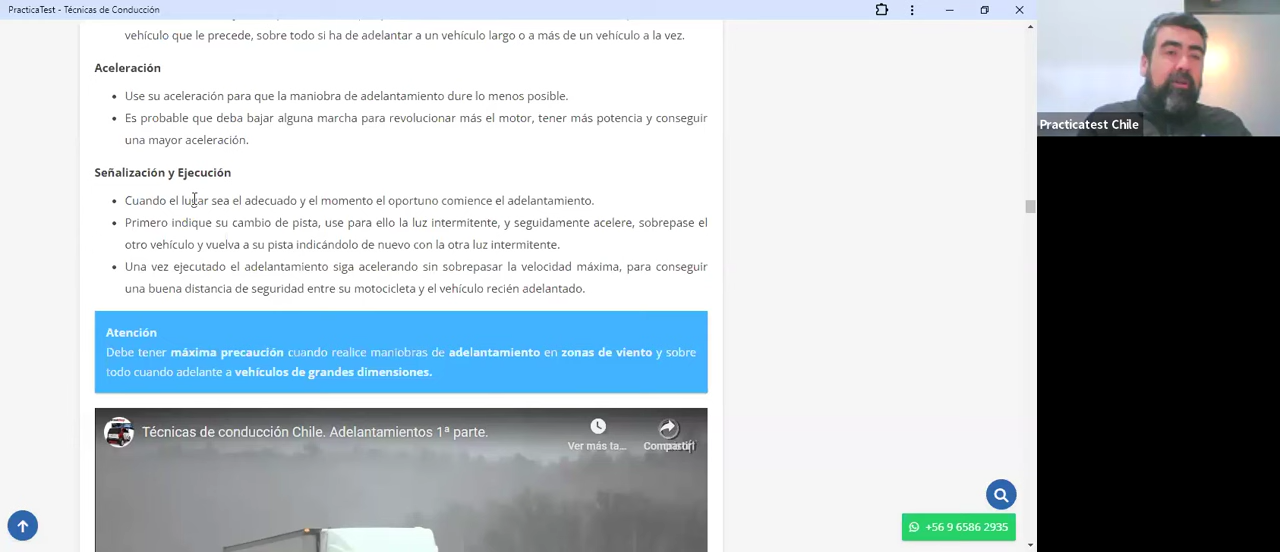 PracticaTest - Técnicas de Conducción
vehículo que le precede, sobre todo si ha de adelantar a un vehículo largo o a más de un vehículo a la vez.
Aceleración
Use su aceleración para que la maniobra de adelantamiento dure lo menos posible.
Es probable que deba bajar alguna marcha para revolucionar más el motor, tener más potencia y conseguir
una mayor aceleración.
Señalización y Ejecución
Cuando el lugar sea el adecuado y el momento el oportuno comience el adelantamiento.
Primero indique su cambio de pista, use para ello la luz intermitente, y seguidamente acelere, sobrepase el
otro vehículo y vuelva a su pista indicándolo de nuevo con la otra luz intermitente.
Una vez ejecutado el adelantamiento siga acelerando sin sobrepasar la velocidad máxima, para conseguir
una buena distancia de seguridad entre su motocicleta y el vehículo recién adelantado.
Atención
Debe tener máxima precaución cuando realice maniobras de adelantamiento en zonas de viento y sobre
todo cuando adelante a vehículos de grandes dimensiones.
Técnicas de conducción Chile. Adelantamientos 1ª parte.
Ver más ta...
Compartir
+56 9 6586 2935
Practicatest Chile